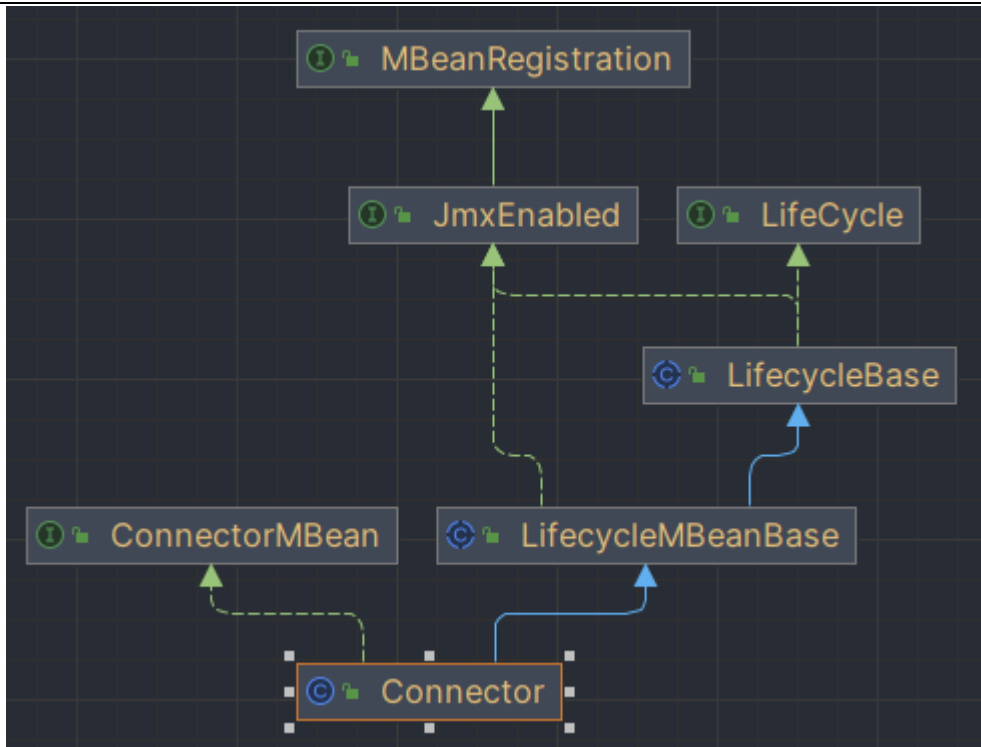 MBeanRegistration
JmxEnabled
LifeCycle
LifecycleBase
ConnectorMBean
LifecycleMBeanBase
Connector